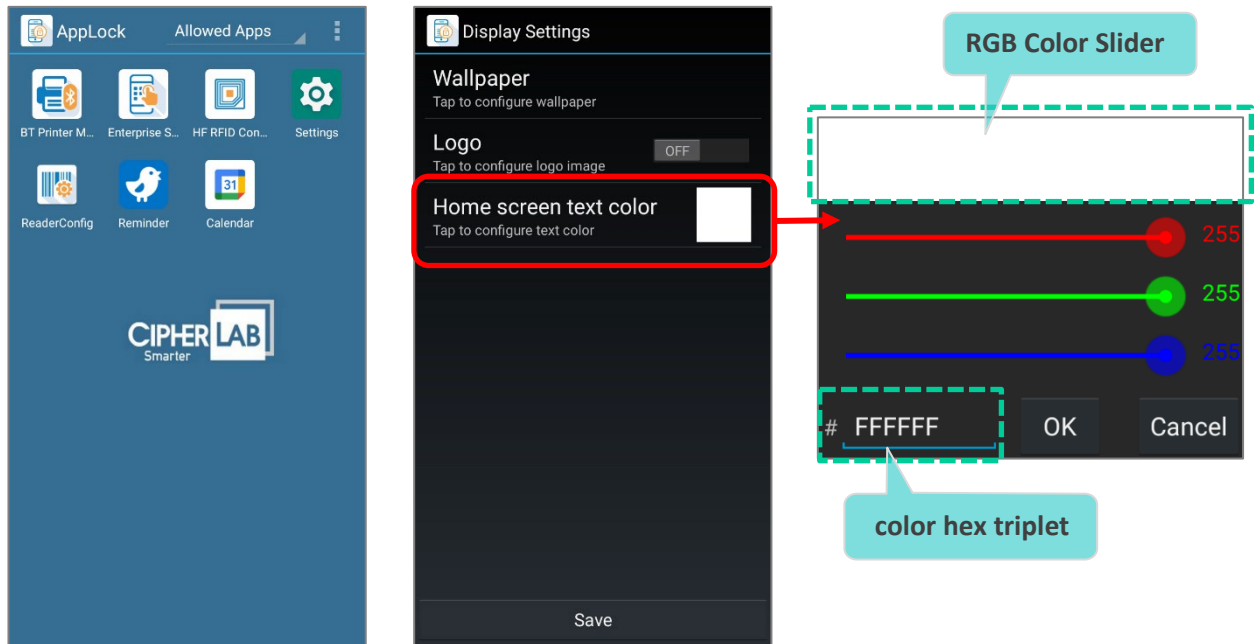 AppLock
Allowed Apps
BT Printer M...
Enterprise S...
HF RFID Con...
Settings
31
ReaderConfig
Reminder
Calendar
CIPHERLAB
Smarter
Display Settings
Wallpaper
Tap to configure wallpaper
Logo
Tap to configure logo image
OFF
Home screen text color
Tap to configure text color
Save
RGB Color Slider
255
255
255
# FFFFFF
OK
Cancel
color hex triplet